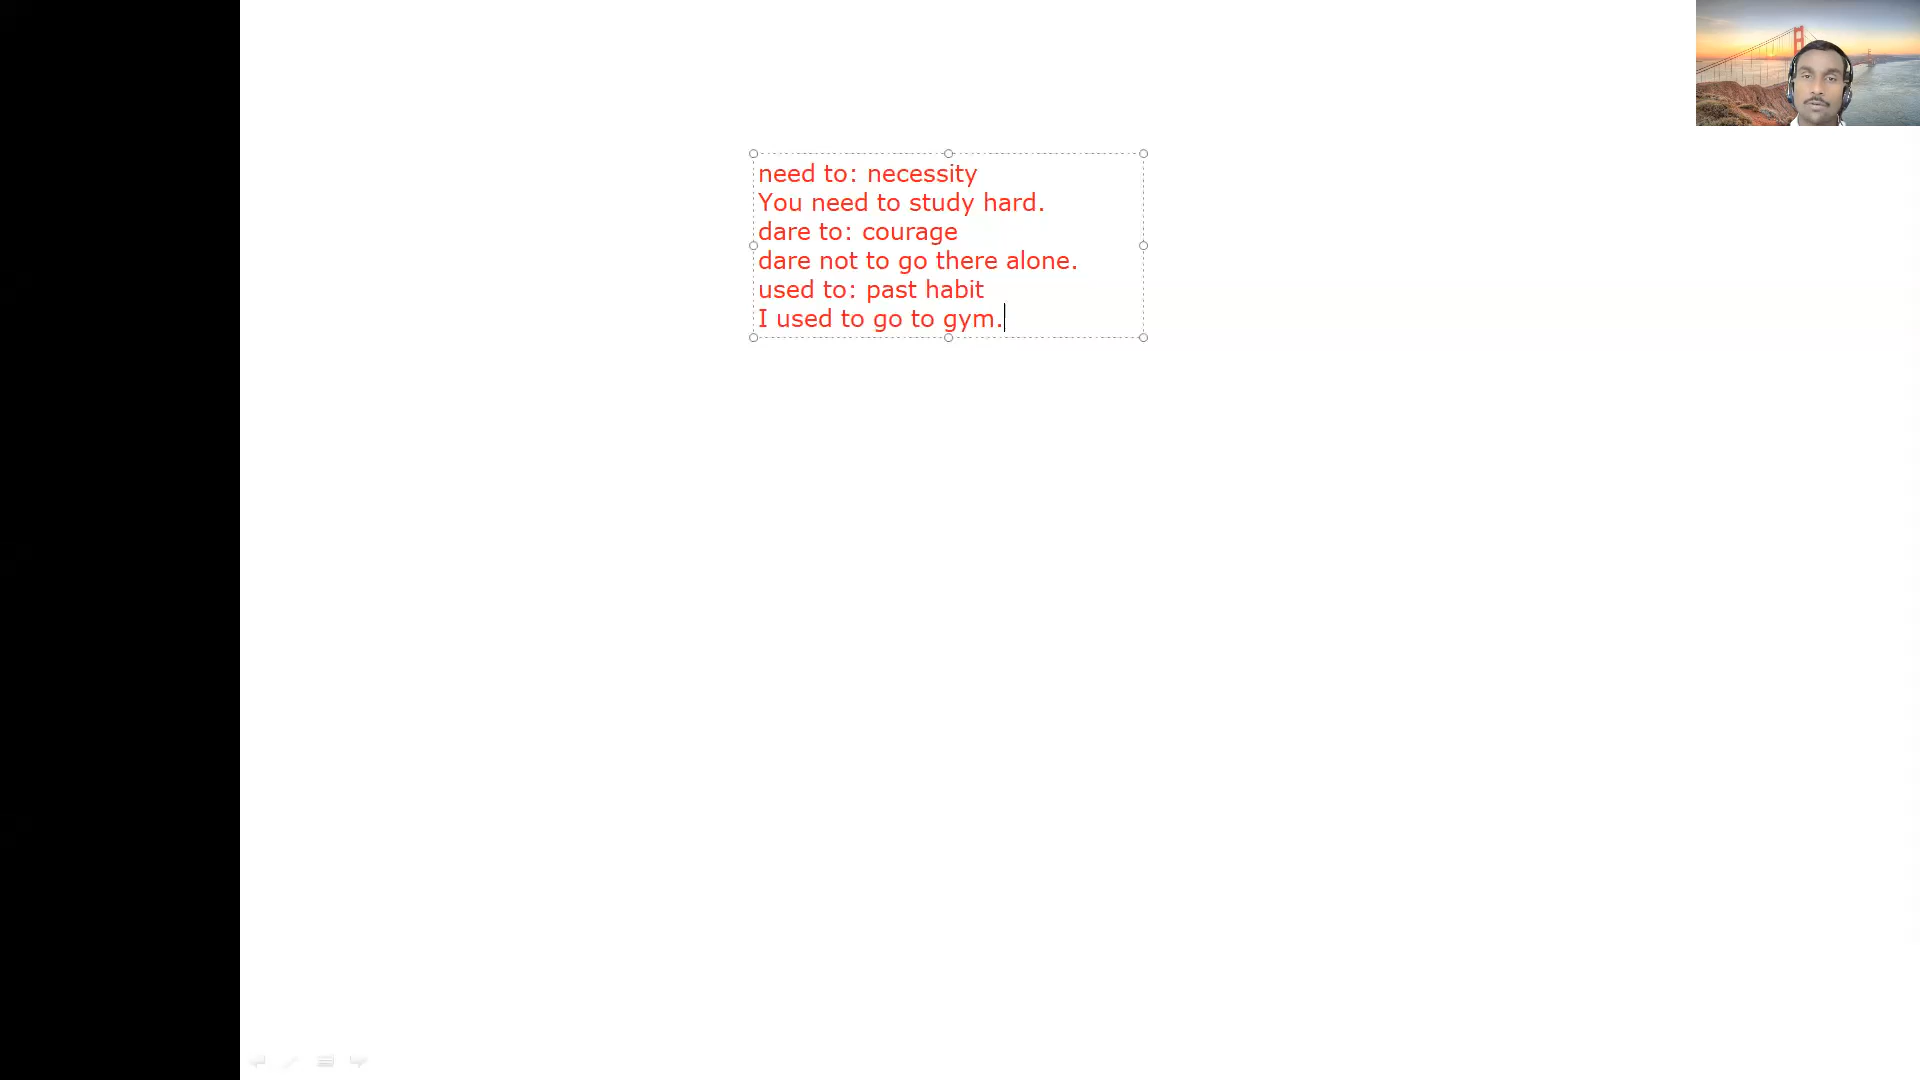 need to: necessity
You need to study hard.
dare to: courage
dare not to go there alone.
used to: past habit
I used to go to gym.